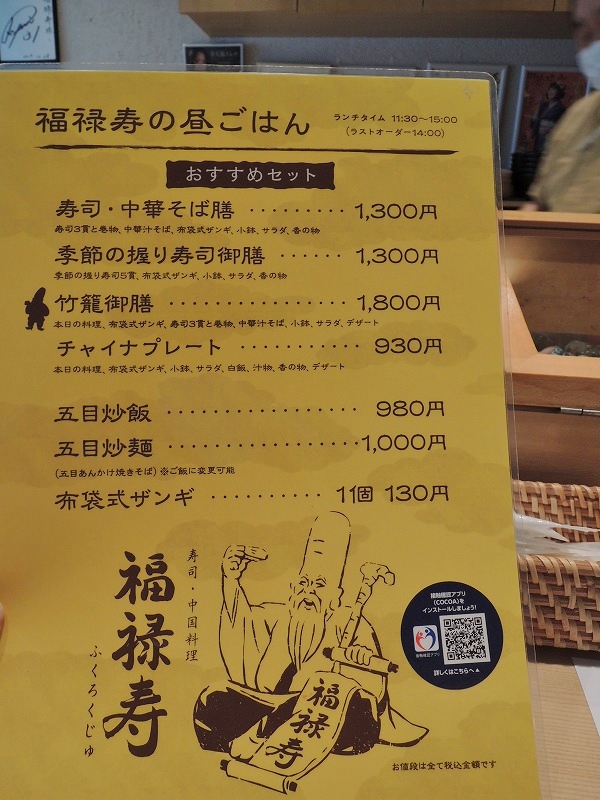 福禄寿の昼ごはん
ランチタイム 11:30～15:00
(ラストオーダー14:00)
おすすめセット
寿司・中華そば膳 ········· 1,300円
寿司3貫と巻物、中華汁そば、布袋式ザンギ、小鉢、サラダ、香の物
季節の握り寿司御膳 ······· 1,300円
季節の握り寿司5貫、布袋式ザンギ、小鉢、サラダ、香の物
竹籠御膳 ················ 1,800円
本日の料理、布袋式ザンギ、寿司3貫と巻物、中華汁そば、小鉢、サラダ、デザート
チャイナプレート ··········· 930円
本日の料理、布袋式ザンギ、小鉢、サラダ、白飯、汁物、香の物、デザート
五目炒飯 ················· 980円
五目炒麺 ·················1,000円
(五目あんかけ焼きそば) ※ご飯に変更可能
布袋式ザンギ ·········· 1個 130円
寿司・中国料理
福禄寿
ふくろくじゅ
福禄寿
接触確認アプリ
(COCOA)を
インストールしましょう!
接触確認アプリ
詳しくはこちらへ▲
お値段は全て税込金額です